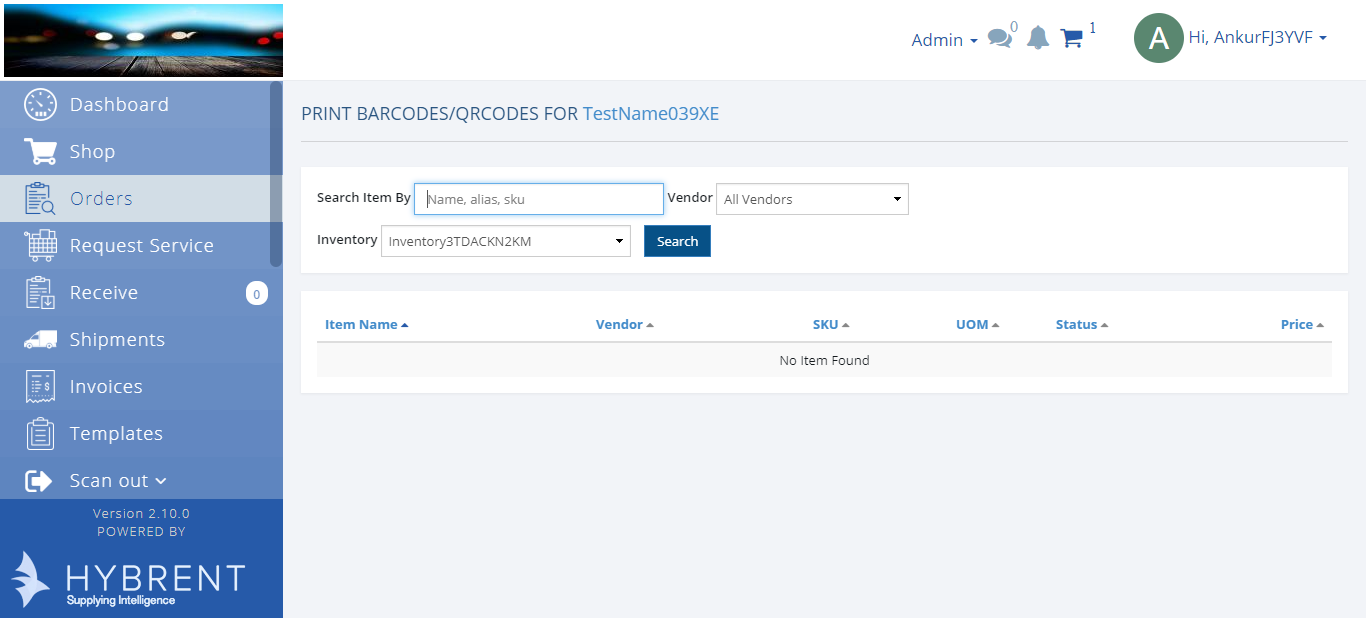 Admin 0 1 A Hi, AnkurFJ3YVF
Dashboard
Shop
Orders
Request Service
Receive 0
Shipments
Invoices
Templates
Scan out
Version 2.10.0
POWERED BY
HYBRENT
Supplying Intelligence
PRINT BARCODES/QRCODES FOR TestName039XE
Search Item By Name, alias, sku Vendor All Vendors
Inventory Inventory3TDACKN2KM Search
Item Name Vendor SKU UOM Status Price
No Item Found